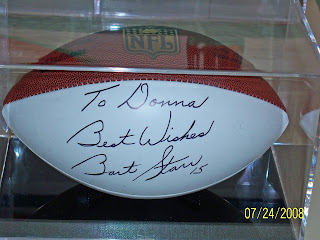 NFL
To Donna
Best Wishes
Bart Starr 15
07/24/2008